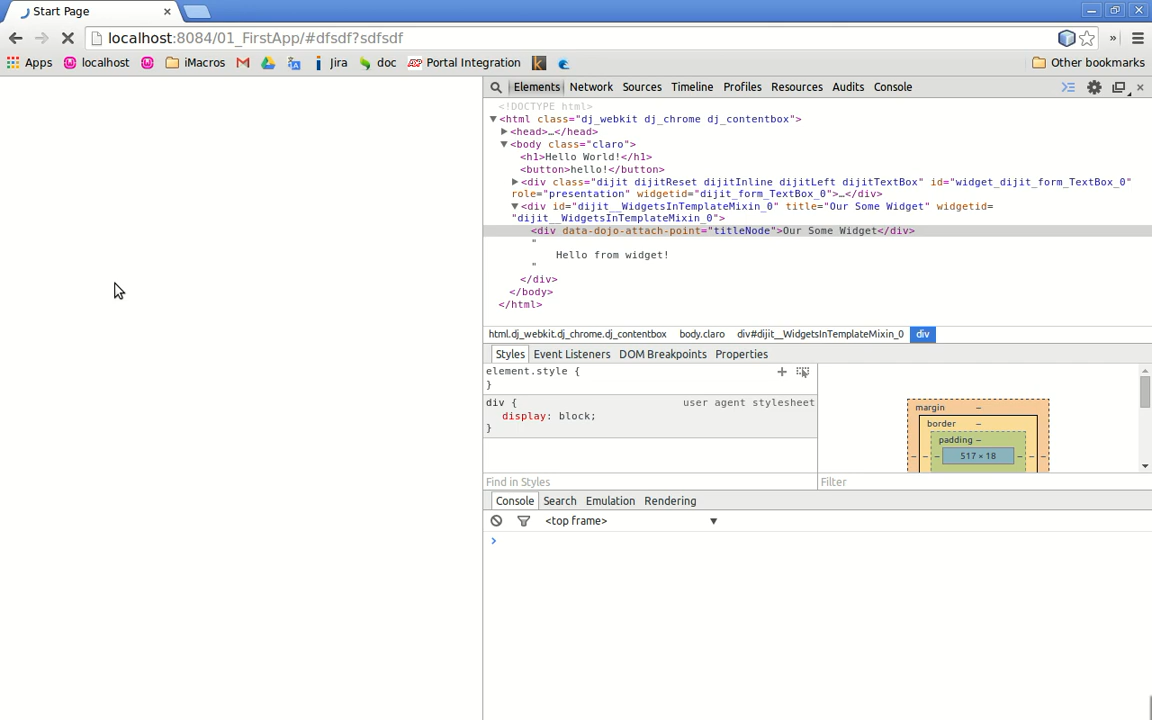 Start Page
localhost:8084/01_FirstApp/#dfsdf?sdfsdf
Apps localhost iMacros Jira doc Portal Integration Other bookmarks
Elements Network Sources Timeline Profiles Resources Audits Console
<!DOCTYPE html>
<html class="dj_webkit dj_chrome dj_contentbox">
<head>…</head>
<body class="claro">
<h1>Hello World!</h1>
<button>hello!</button>
<div class="dijit dijitReset dijitInline dijitLeft dijitTextBox" id="widget_dijit_form_TextBox_0"
role="presentation" widgetid="dijit_form_TextBox_0">…</div>
<div id="dijit__WidgetsInTemplateMixin_0" title="Our Some Widget" widgetid=
"dijit__WidgetsInTemplateMixin_0">
<div data-dojo-attach-point="titleNode">Our Some Widget</div>
"
Hello from widget!
"
</div>
</body>
</html>
html.dj_webkit.dj_chrome.dj_contentbox body.claro div#dijit__WidgetsInTemplateMixin_0 div
Styles Event Listeners DOM Breakpoints Properties
element.style {
}
div { user agent stylesheet
display: block;
}
margin –
border –
padding –
– – – 517 × 18 – – –
Find in Styles Filter
Console Search Emulation Rendering
<top frame>